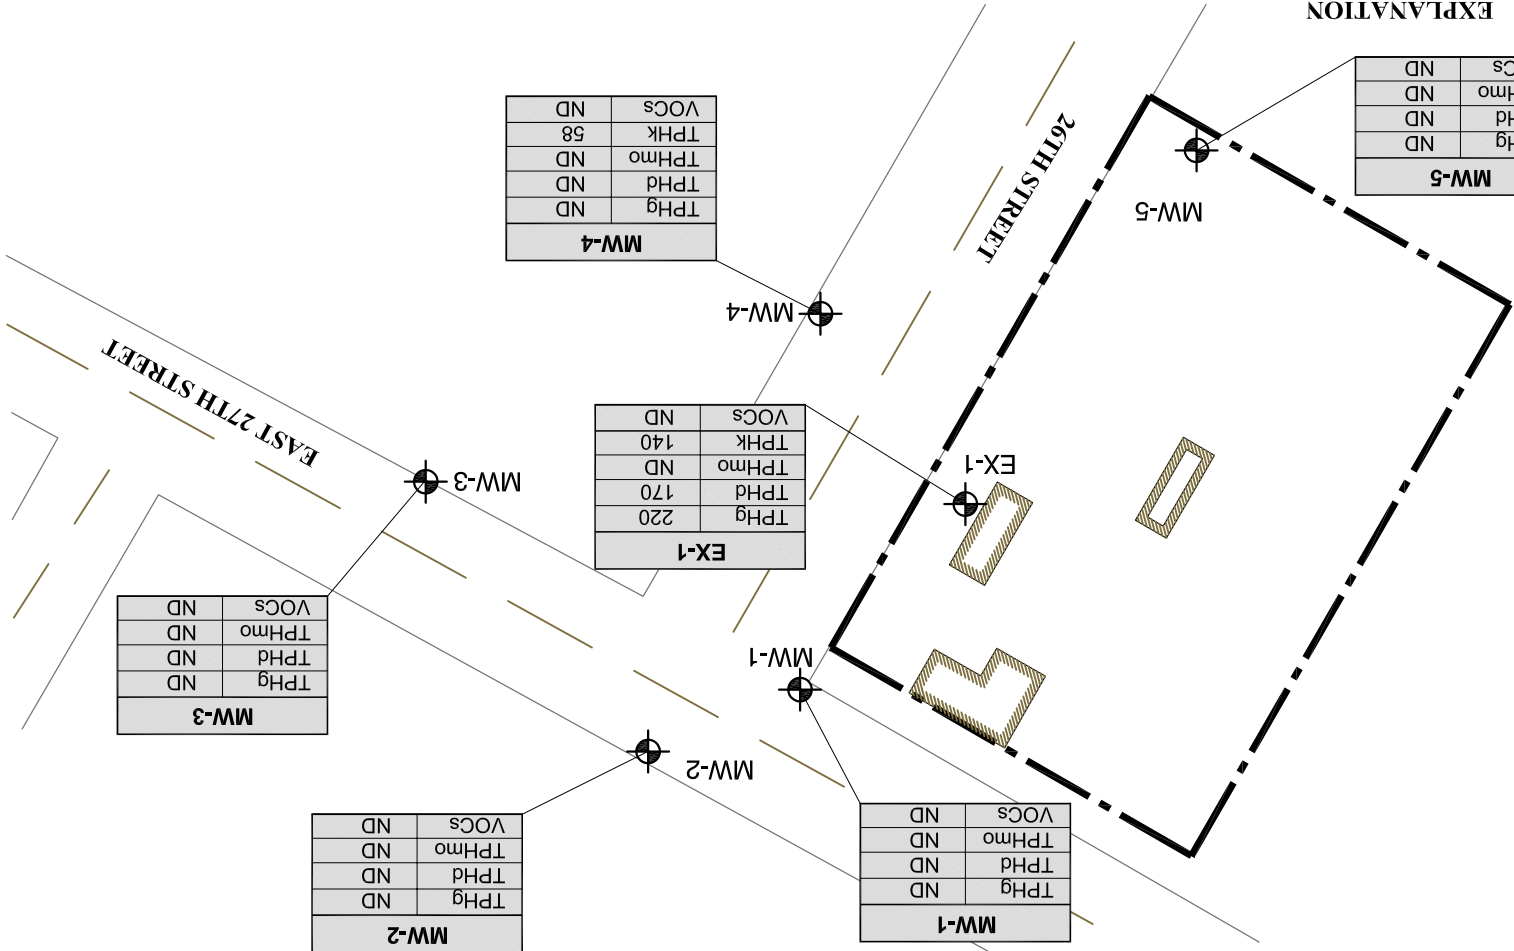 MW-2
TPHg ND
TPHd ND
TPHmo ND
VOCs ND
MW-1
TPHg ND
TPHd ND
TPHmo ND
VOCs ND
MW-2
MW-3
TPHg ND
TPHd ND
TPHmo ND
VOCs ND
MW-1
EX-1
TPHg 220
TPHd 170
TPHmo ND
TPHk 140
VOCs ND
EX-1
MW-3
EAST 27TH STREET
MW-4
MW-4
TPHg ND
TPHd ND
TPHmo ND
TPHk 58
VOCs ND
26TH STREET
MW-5
MW-5
Hg ND
Hd ND
Hmo ND
Cs ND
EXPLANATION